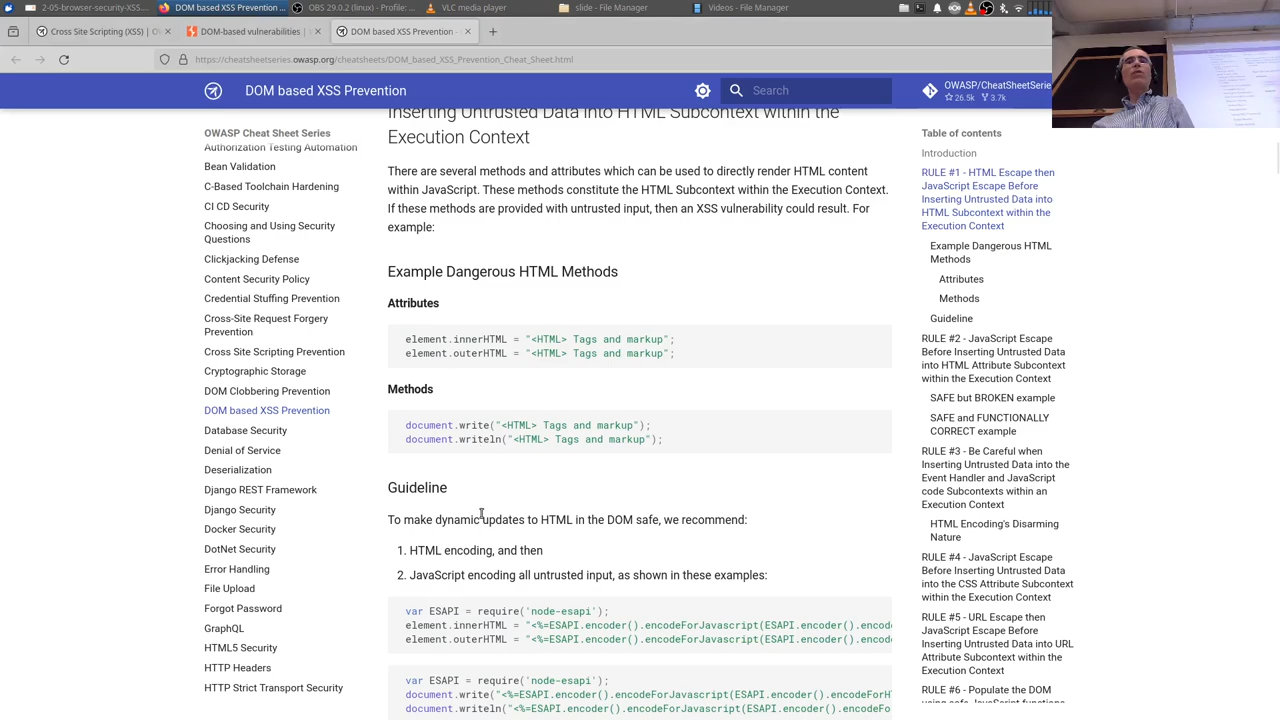 2-05-browser-security-XSS....
DOM based XSS Prevention ...
OBS 29.0.2 (linux) - Profile: ...
VLC media player
slide - File Manager
Videos - File Manager
Cross Site Scripting (XSS) | O
DOM-based vulnerabilities |
DOM based XSS Prevention -
https://cheatsheetseries.owasp.org/cheatsheets/DOM_based_XSS_Prevention_Cheat_Sheet.html
DOM based XSS Prevention
Search
OWASP/CheatSheetSerie
26.5k
3.7k
OWASP Cheat Sheet Series
Authorization Testing Automation
Bean Validation
C-Based Toolchain Hardening
CI CD Security
Choosing and Using Security
Questions
Clickjacking Defense
Content Security Policy
Credential Stuffing Prevention
Cross-Site Request Forgery
Prevention
Cross Site Scripting Prevention
Cryptographic Storage
DOM Clobbering Prevention
DOM based XSS Prevention
Database Security
Denial of Service
Deserialization
Django REST Framework
Django Security
Docker Security
DotNet Security
Error Handling
File Upload
Forgot Password
GraphQL
HTML5 Security
HTTP Headers
HTTP Strict Transport Security
Inserting Untrusted Data into HTML Subcontext within the
Execution Context
There are several methods and attributes which can be used to directly render HTML content
within JavaScript. These methods constitute the HTML Subcontext within the Execution Context.
If these methods are provided with untrusted input, then an XSS vulnerability could result. For
example:
Example Dangerous HTML Methods
Attributes
element.innerHTML = "<HTML> Tags and markup";
element.outerHTML = "<HTML> Tags and markup";
Methods
document.write("<HTML> Tags and markup");
document.writeln("<HTML> Tags and markup");
Guideline
To make dynamic updates to HTML in the DOM safe, we recommend:
1. HTML encoding, and then
2. JavaScript encoding all untrusted input, as shown in these examples:
var ESAPI = require('node-esapi');
element.innerHTML = "<%=ESAPI.encoder().encodeForJavascript(ESAPI.encoder().encode
element.outerHTML = "<%=ESAPI.encoder().encodeForJavascript(ESAPI.encoder().encode
var ESAPI = require('node-esapi');
document.write("<%=ESAPI.encoder().encodeForJavascript(ESAPI.encoder().encodeForH
document.writeln("<%=ESAPI.encoder().encodeForJavascript(ESAPI.encoder().encodeFo
Table of contents
Introduction
RULE #1 - HTML Escape then
JavaScript Escape Before
Inserting Untrusted Data into
HTML Subcontext within the
Execution Context
Example Dangerous HTML
Methods
Attributes
Methods
Guideline
RULE #2 - JavaScript Escape
Before Inserting Untrusted Data
into HTML Attribute Subcontext
within the Execution Context
SAFE but BROKEN example
SAFE and FUNCTIONALLY
CORRECT example
RULE #3 - Be Careful when
Inserting Untrusted Data into the
Event Handler and JavaScript
code Subcontexts within an
Execution Context
HTML Encoding's Disarming
Nature
RULE #4 - JavaScript Escape
Before Inserting Untrusted Data
into the CSS Attribute Subcontext
within the Execution Context
RULE #5 - URL Escape then
JavaScript Escape Before
Inserting Untrusted Data into URL
Attribute Subcontext within the
Execution Context
RULE #6 - Populate the DOM
using safe JavaScript functions